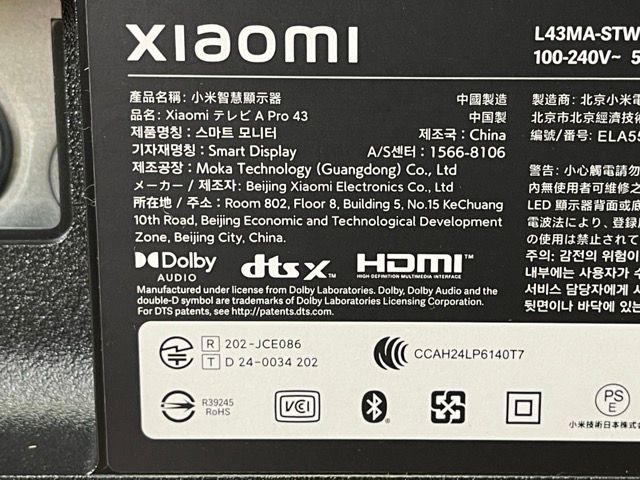 xiaomi
L43MA-STW
100-240V~ 5
產品名稱: 小米智慧顯示器
中國製造
品名: Xiaomi テレビ A Pro 43
中国製
제품명칭 : 스마트 모니터
제조국 : China
기자재명칭 : Smart Display
A/S센터 : 1566-8106
제조공장 : Moka Technology (Guangdong) Co., Ltd
メーカー / 제조자 : Beijing Xiaomi Electronics Co., Ltd
所在地 / 주소 : Room 802, Floor 8, Building 5, No.15 KeChuang
10th Road, Beijing Economic and Technological Development
Zone, Beijing City, China.
製造商: 北京小米電
北京市北京經濟技術
編號/番号: ELA55
警告: 小心觸電請勿
內無使用者可維修之
LED 顯示器背面或底
電波法により、登録
の使用は禁止されて
주의: 감전의 위험이
내부에는 사용자가 수
서비스 담당자에게 서
뒷면이나 바닥에 있는
Dolby
AUDIO
dts X™
HDMI™
HIGH-DEFINITION MULTIMEDIA INTERFACE
Manufactured under license from Dolby Laboratories. Dolby, Dolby Audio and the
double-D symbol are trademarks of Dolby Laboratories Licensing Corporation.
For DTS patents, see http://patents.dts.com.
R 202-JCE086
T D 24-0034 202
CCAH24LP6140T7
R39245
RoHS
VCCI
PS
E
小米技術日本株式